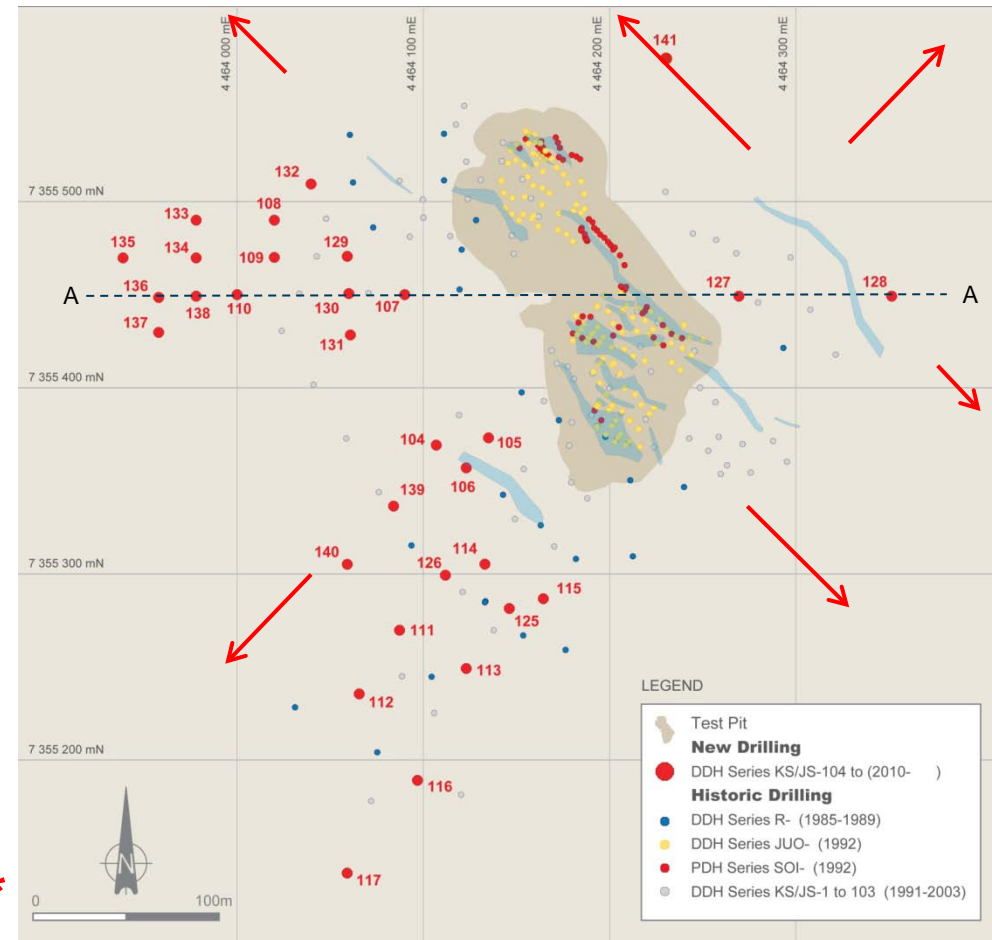 4 464 000 mE
4 464 100 mE
4 464 200 mE
4 464 300 mE
141
132
7 355 500 mN
133
108
135
134
109
129
136
127
128
A
A
137
138
110
130
107
131
7 355 400 mN
104
105
106
139
140
114
7 355 300 mN
126
115
125
111
113
112
LEGEND
Test Pit
New Drilling
DDH Series KS/JS-104 to (2010- )
Historic Drilling
DDH Series R- (1985-1989)
DDH Series JUO- (1992)
PDH Series SOI- (1992)
DDH Series KS/JS-1 to 103 (1991-2003)
7 355 200 mN
116
117
N
*
0
100m